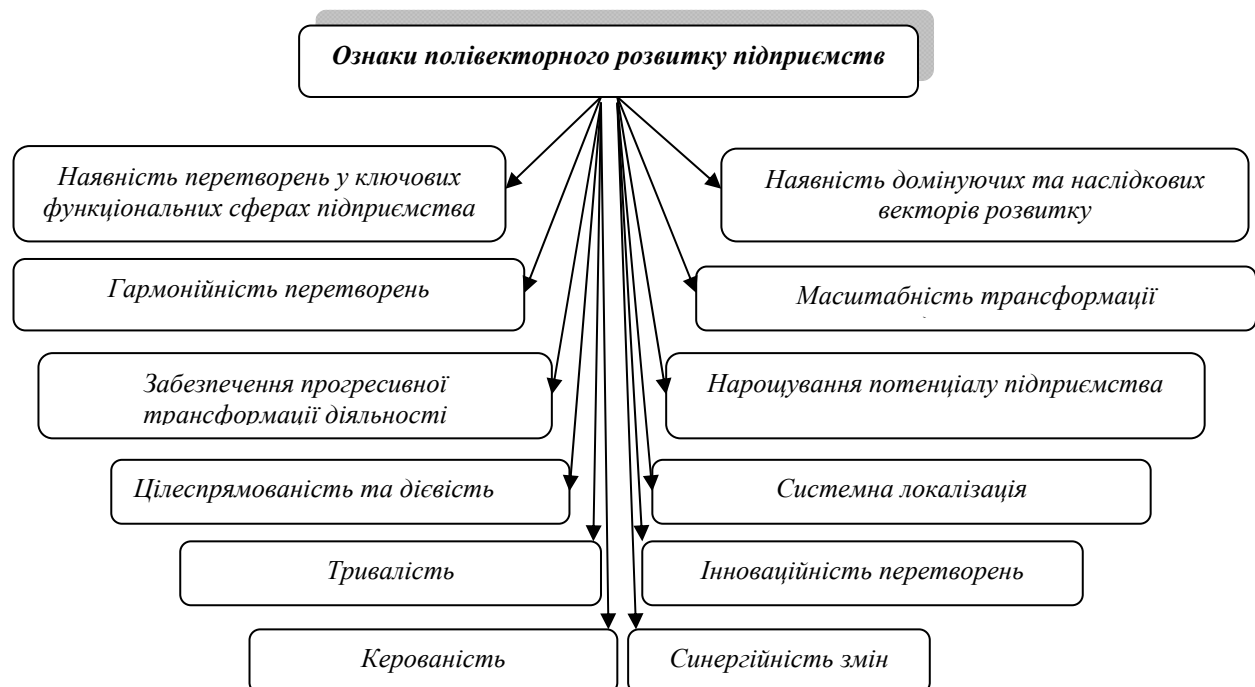 Ознаки полівекторного розвитку підприємств
Наявність перетворень у ключових
функціональних сферах підприємства
Наявність домінуючих та наслідкових
векторів розвитку
Гармонійність перетворень
Масштабність трансформації
Забезпечення прогресивної
трансформації діяльності
Нарощування потенціалу підприємства
Цілеспрямованість та дієвість
Системна локалізація
Тривалість
Інноваційність перетворень
Керованість
Синергійність змін